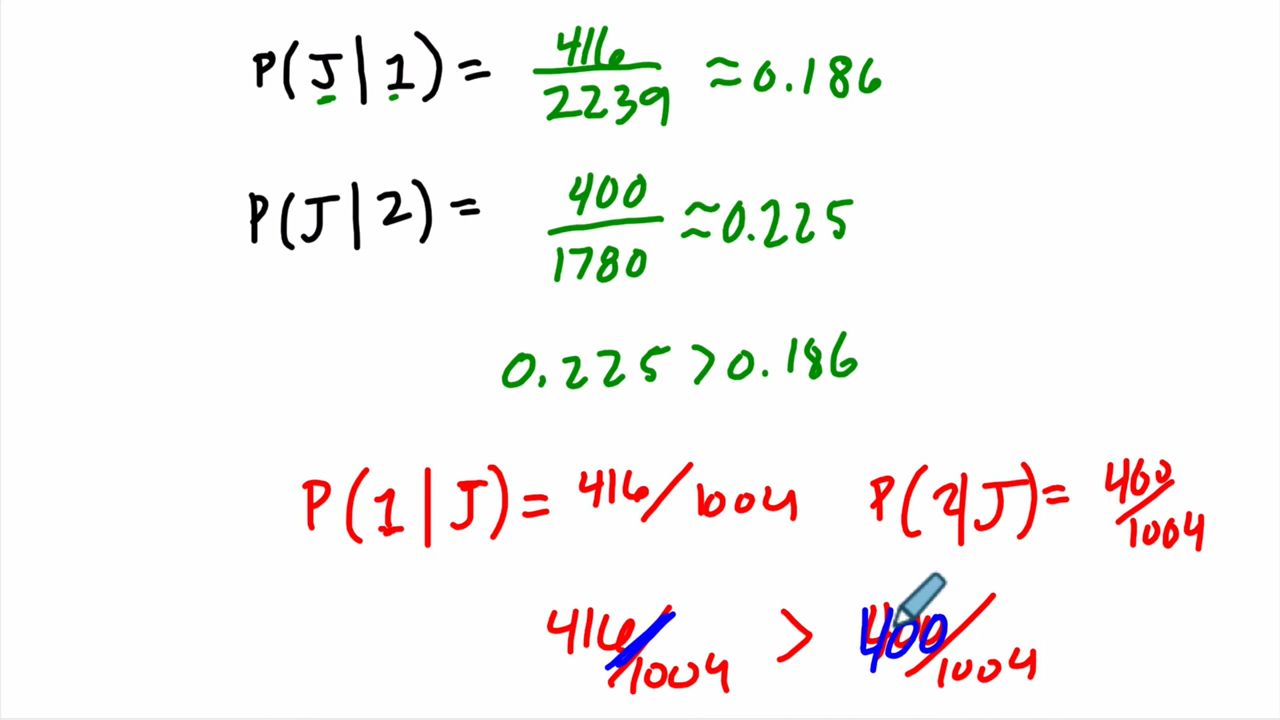 P(J|1) = 416/2239 ≈ 0.186
P(J|2) = 400/1780 ≈ 0.225
0.225 > 0.186
P(1|J) = 416/1004 P(2|J) = 400/1004
416/1004 > 400/1004